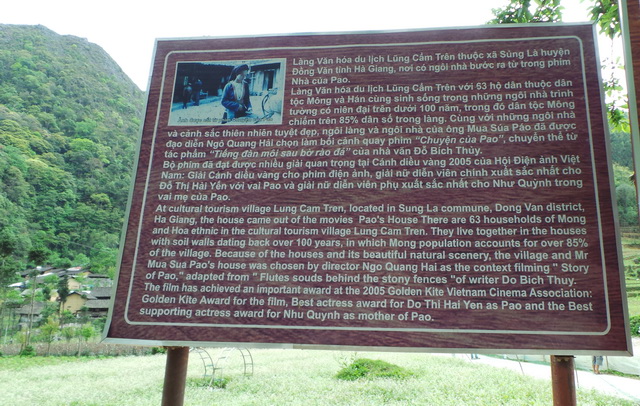 Lãng Văn hóa du lịch Lũng Cẩm Trên thuộc xã Sủng Là huyện
Đồng Văn tỉnh Hà Giang, nơi có ngôi nhà bước ra từ trong phim
Nhà của Pao.
Làng Văn hóa du lịch Lũng Cẩm Trên với 53 hộ dân thuộc dân
tộc Mông và Hán cùng sinh sống trong những ngôi nhà trình
tường có niên đại trên dưới 100 năm, trong đó dân tộc Mông
chiếm trên 85% dân số trong làng. Cùng với những ngôi nhà
và cảnh sắc thiên nhiên tuyệt đẹp, ngôi làng và ngôi nhà của ông Mua Súa Páo đã được
đạo diễn Ngô Quang Hải chọn làm bối cảnh quay phim "Chuyện của Pao", chuyển thể từ
tác phẩm "Tiếng đàn môi sau bờ rào đá" của nhà văn Đỗ Bích Thủy.
Bộ phim đã đạt được nhiều giải quan trọng tại Cánh diều vàng 2005 của Hội Điện ảnh Việt
Nam: Giải Cánh diều vàng cho phim điện ảnh, giải nữ diễn viên chính xuất sắc nhất cho
Đỗ Thị Hải Yến với vai Pao và giải nữ diễn viên phụ xuất sắc nhất cho Như Quỳnh trong
vai mẹ của Pao.
At cultural tourism village Lung Cam Tren, located in Sung La commune, Dong Van district,
Ha Giang, the house came out of the movies Pao's House There are 63 households of Mong
and Hoa ethnic in the cultural tourism village Lung Cam Tren. They live together in the houses
with soil walls dating back over 100 years, in which Mong population accounts for over 85%
of the village. Because of the houses and its beautiful natural scenery, the village and Mr
Mua Sua Pao's house was chosen by director Ngo Quang Hai as the context filming " Story
of Pao," adapted from " Flutes souds behind the stony fences "of writer Do Bich Thuy.
The film has achieved an important award at the 2005 Golden Kite Vietnam Cinema Association:
Golden Kite Award for the film, Best actress award for Do Thi Hai Yen as Pao and the Best
supporting actress award for Nhu Quynh as mother of Pao.